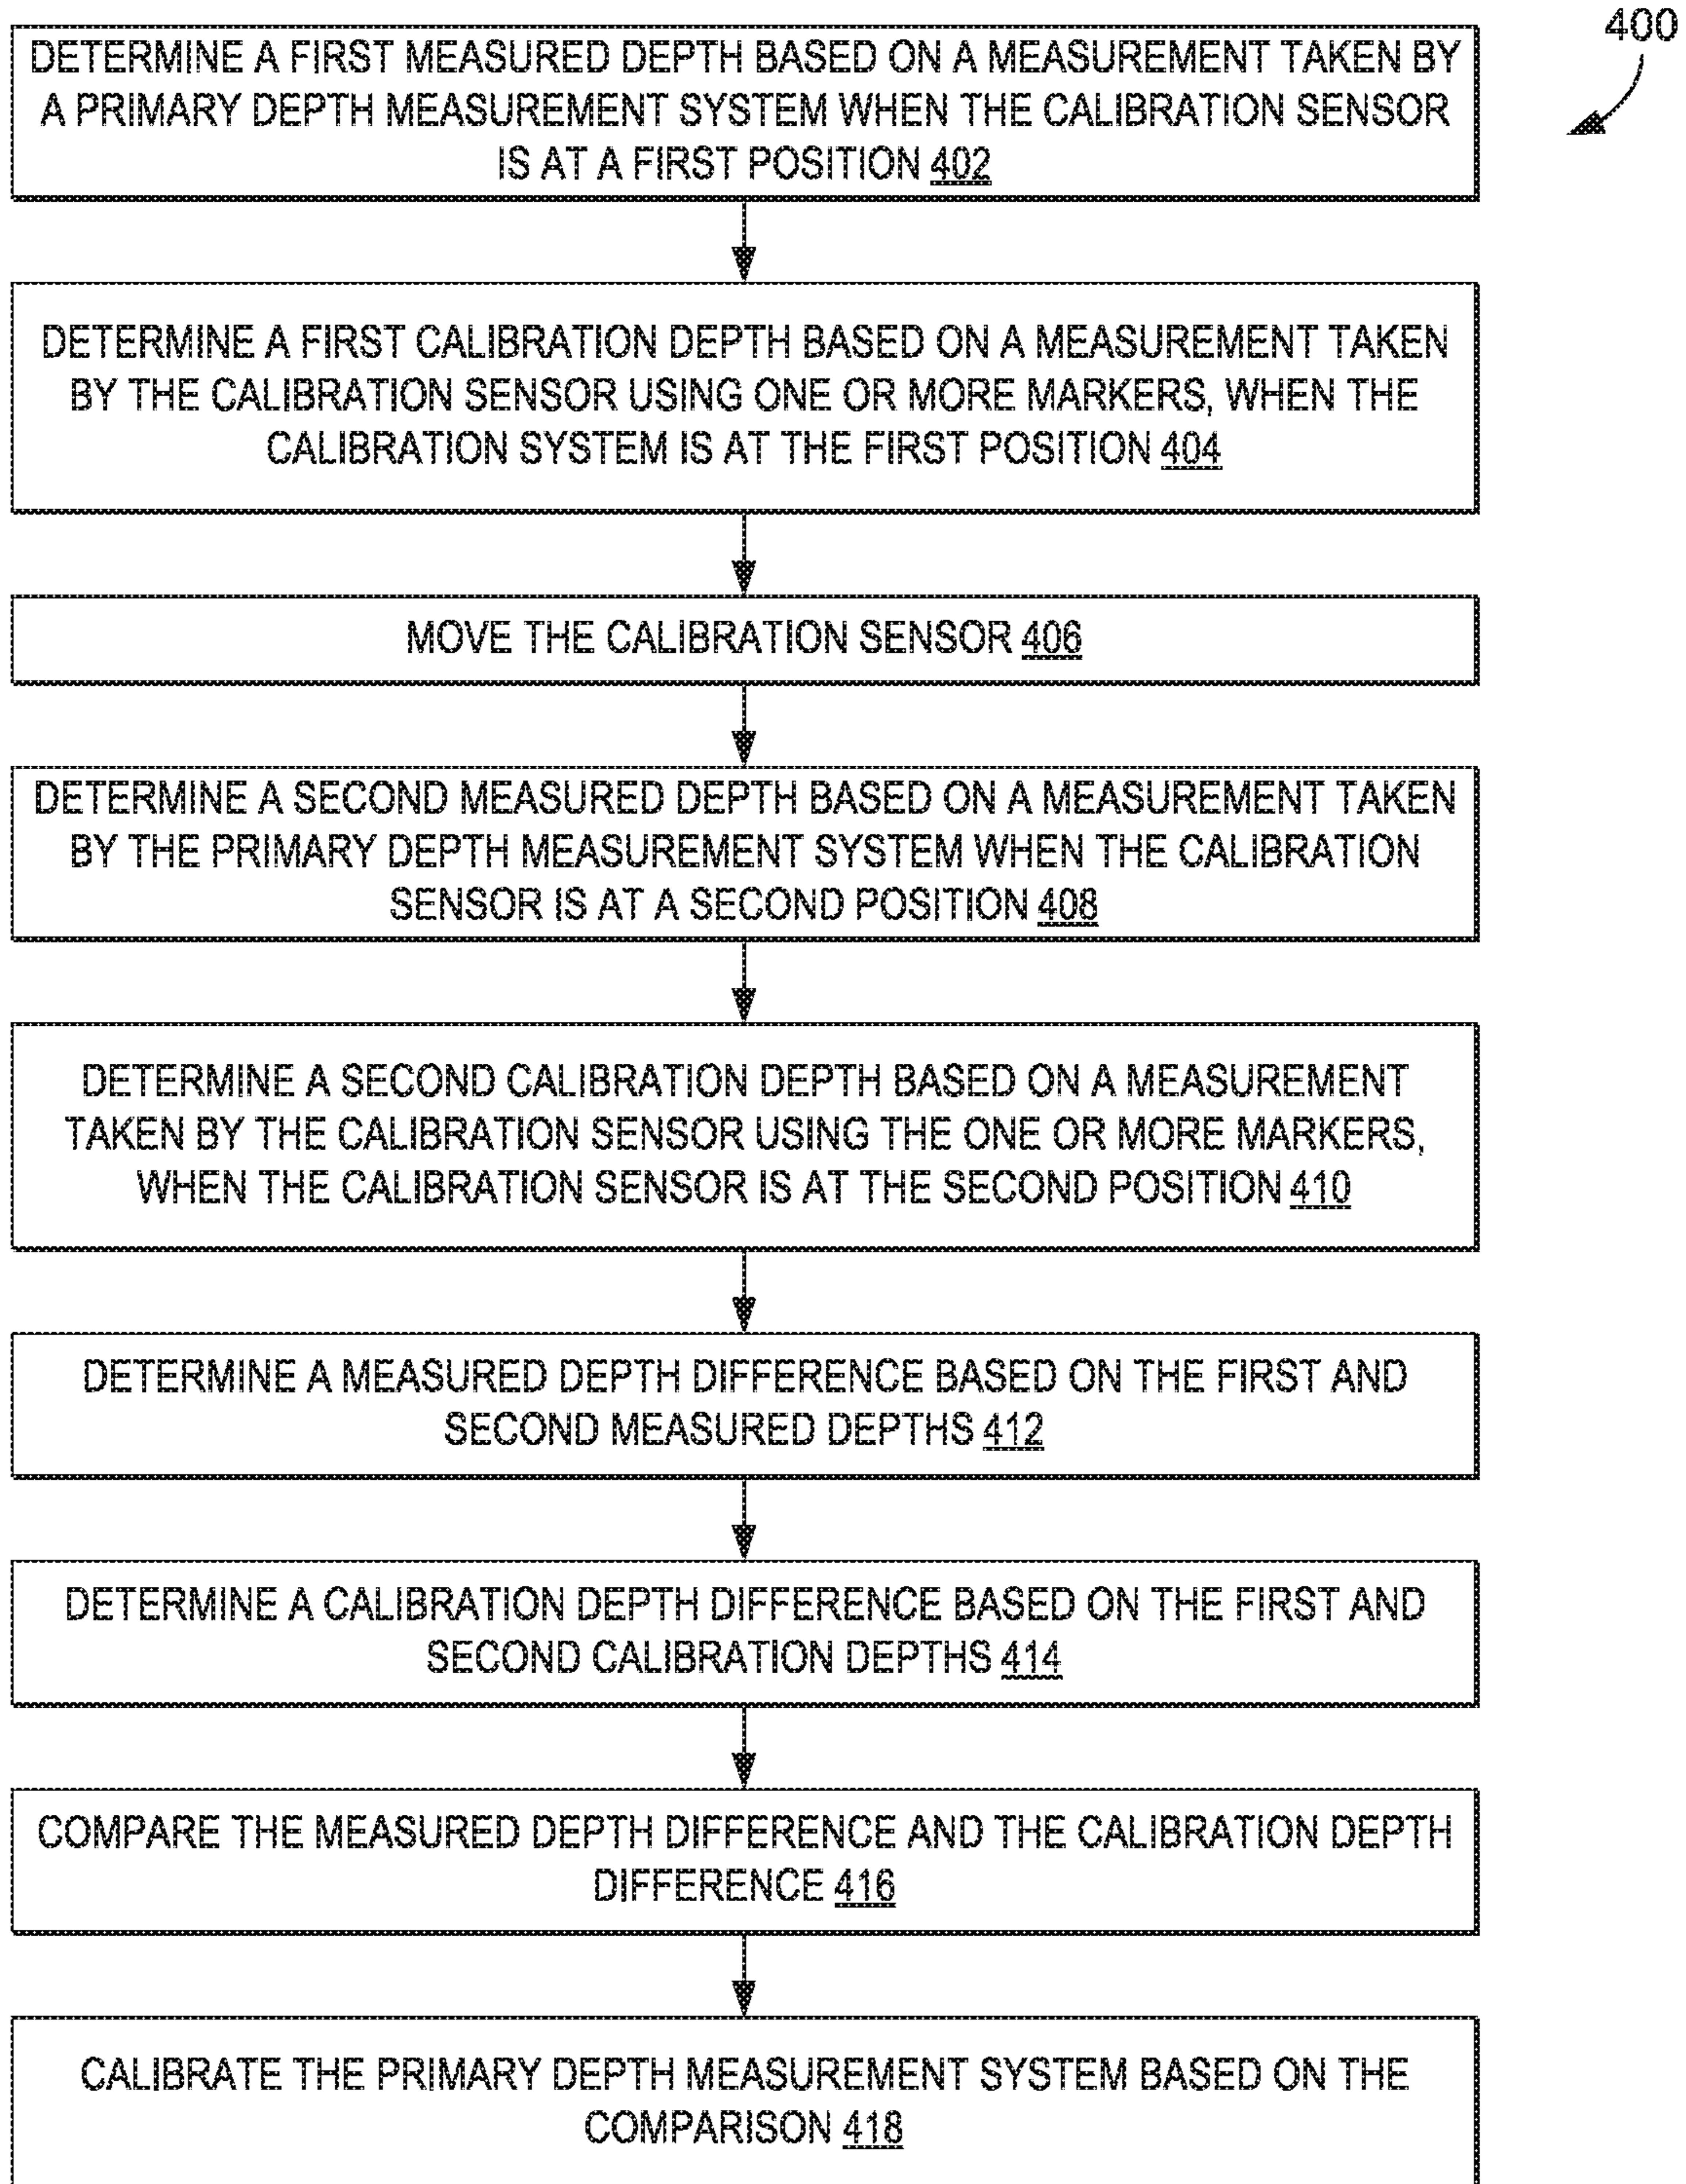 400
DETERMINE A FIRST MEASURED DEPTH BASED ON A MEASUREMENT TAKEN BY
A PRIMARY DEPTH MEASUREMENT SYSTEM WHEN THE CALIBRATION SENSOR
IS AT A FIRST POSITION 402
DETERMINE A FIRST CALIBRATION DEPTH BASED ON A MEASUREMENT TAKEN
BY THE CALIBRATION SENSOR USING ONE OR MORE MARKERS, WHEN THE
CALIBRATION SYSTEM IS AT THE FIRST POSITION 404
MOVE THE CALIBRATION SENSOR 406
DETERMINE A SECOND MEASURED DEPTH BASED ON A MEASUREMENT TAKEN
BY THE PRIMARY DEPTH MEASUREMENT SYSTEM WHEN THE CALIBRATION
SENSOR IS AT A SECOND POSITION 408
DETERMINE A SECOND CALIBRATION DEPTH BASED ON A MEASUREMENT
TAKEN BY THE CALIBRATION SENSOR USING THE ONE OR MORE MARKERS,
WHEN THE CALIBRATION SENSOR IS AT THE SECOND POSITION 410
DETERMINE A MEASURED DEPTH DIFFERENCE BASED ON THE FIRST AND
SECOND MEASURED DEPTHS 412
DETERMINE A CALIBRATION DEPTH DIFFERENCE BASED ON THE FIRST AND
SECOND CALIBRATION DEPTHS 414
COMPARE THE MEASURED DEPTH DIFFERENCE AND THE CALIBRATION DEPTH
DIFFERENCE 416
CALIBRATE THE PRIMARY DEPTH MEASUREMENT SYSTEM BASED ON THE
COMPARISON 418